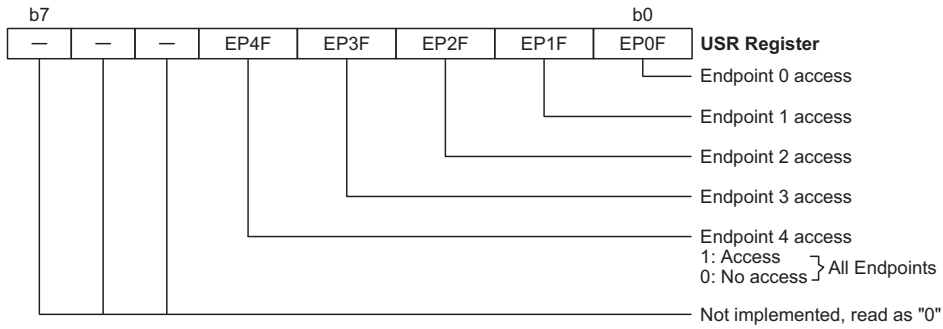 b7 b0
— — — EP4F EP3F EP2F EP1F EP0F USR Register
Endpoint 0 access
Endpoint 1 access
Endpoint 2 access
Endpoint 3 access
Endpoint 4 access
1: Access
0: No access
All Endpoints
Not implemented, read as "0"